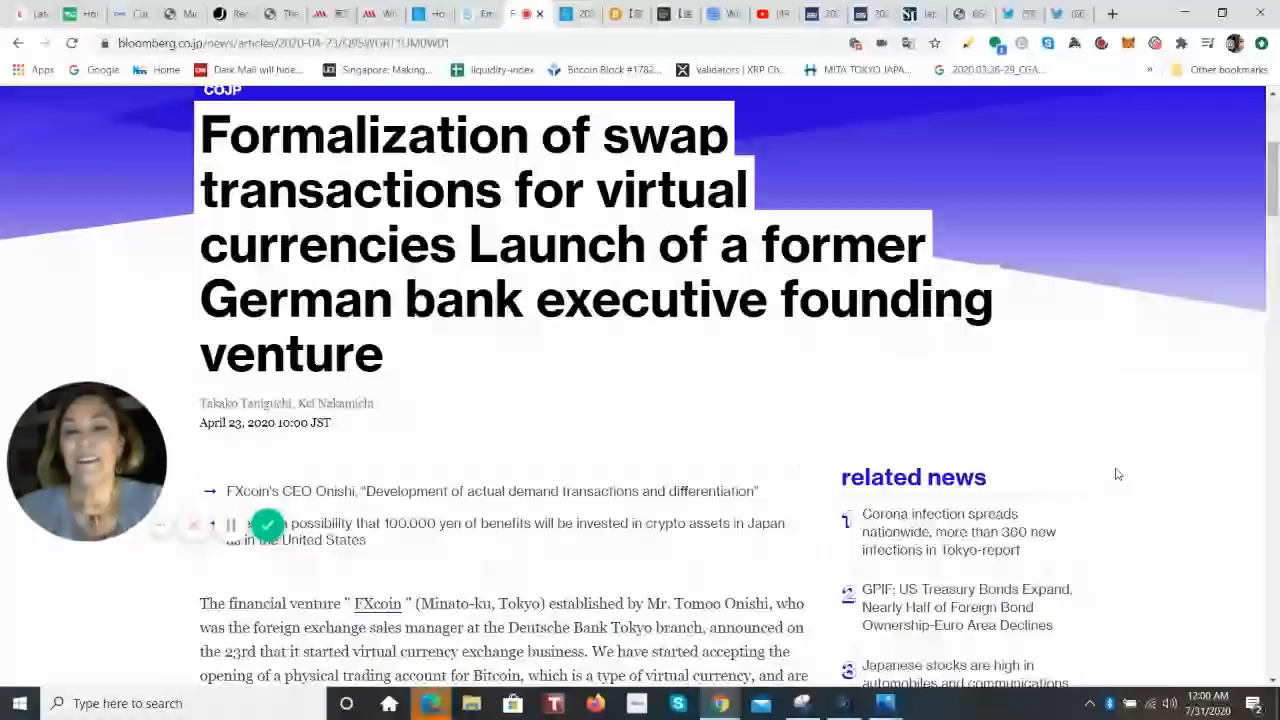 bloomberg.co.jp/news/articles/2020-04-23/Q95WGRT1UM0W01
Apps Google News Home Dark Mail will hide... Singapore: Making... liquidity-index Bitcoin Block #1782... Validators | XRP Ch... MITA TOKYO JAPA... Other bookmarks
COJP
Formalization of swap
transactions for virtual
currencies Launch of a former
German bank executive founding
venture
Takako Taniguchi, Kei Nakamichi
April 23, 2020 10:00 JST
→ FXcoin's CEO Onishi, "Development of actual demand transactions and differentiation"
possibility that 100,000 yen of benefits will be invested in crypto assets in Japan
in the United States
The financial venture " FXcoin " (Minato-ku, Tokyo) established by Mr. Tomoo Onishi, who
was the foreign exchange sales manager at the Deutsche Bank Tokyo branch, announced on
the 23rd that it started virtual currency exchange business. We have started accepting the
opening of a physical trading account for Bitcoin, which is a type of virtual currency, and are
related news
1 Corona infection spreads
nationwide, more than 360 new
infections in Tokyo-report
2 GPIF: US Treasury Bonds Expand,
Nearly Half of Foreign Bond
Ownership-Euro Area Declines
3 Japanese stocks are high in
automobiles and communications
Type here to search
12:00 AM
7/31/2020